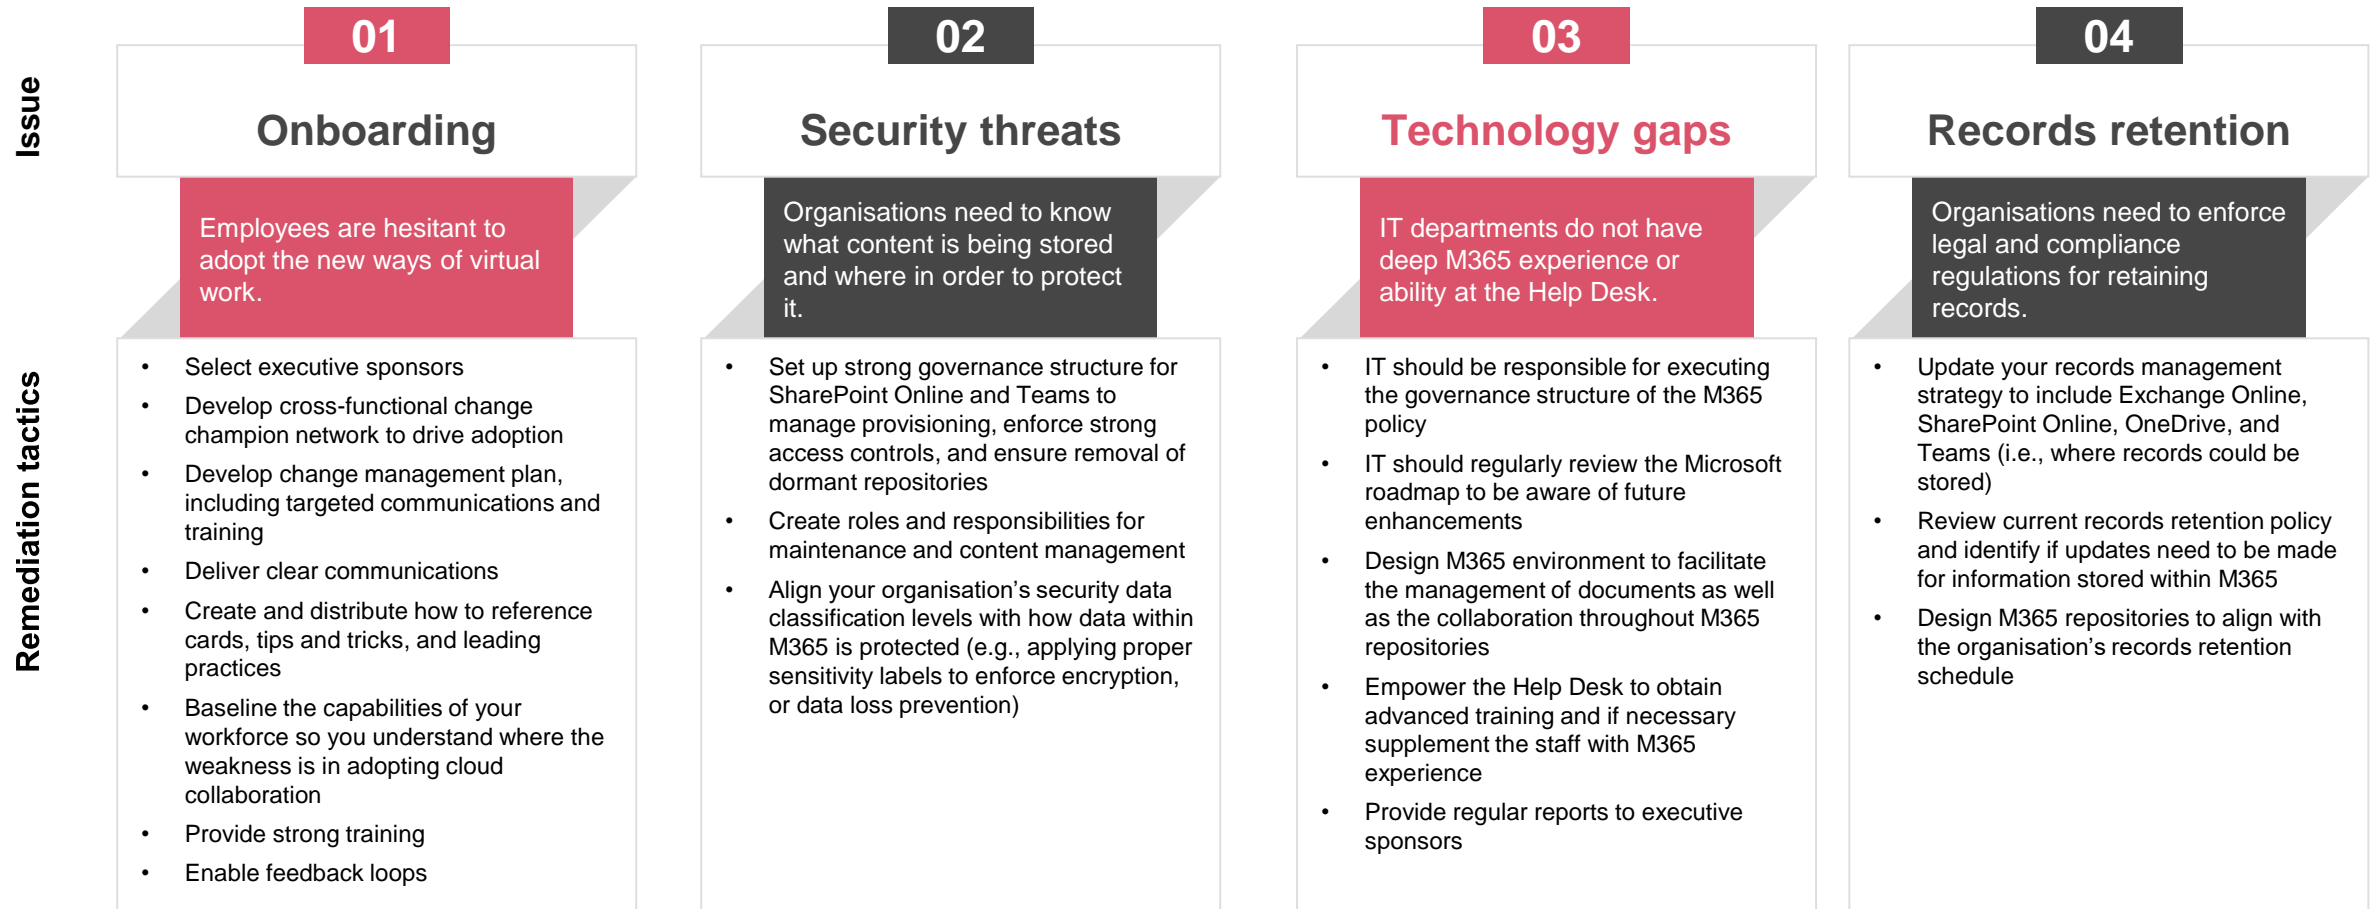 Issue
01
Onboarding
Employees are hesitant to
adopt the new ways of virtual
work.
02
Security threats
Organisations need to know
what content is being stored
and where in order to protect
it.
03
Technology gaps
IT departments do not have
deep M365 experience or
ability at the Help Desk.
04
Records retention
Organisations need to enforce
legal and compliance
regulations for retaining
records.
Remediation tactics
• Select executive sponsors
• Develop cross-functional change
champion network to drive adoption
• Develop change management plan,
including targeted communications and
training
• Deliver clear communications
• Create and distribute how to reference
cards, tips and tricks, and leading
practices
• Baseline the capabilities of your
workforce so you understand where the
weakness is in adopting cloud
collaboration
• Provide strong training
• Enable feedback loops
• Set up strong governance structure for
SharePoint Online and Teams to
manage provisioning, enforce strong
access controls, and ensure removal of
dormant repositories
• Create roles and responsibilities for
maintenance and content management
• Align your organisation’s security data
classification levels with how data within
M365 is protected (e.g., applying proper
sensitivity labels to enforce encryption,
or data loss prevention)
• IT should be responsible for executing
the governance structure of the M365
policy
• IT should regularly review the Microsoft
roadmap to be aware of future
enhancements
• Design M365 environment to facilitate
the management of documents as well
as the collaboration throughout M365
repositories
• Empower the Help Desk to obtain
advanced training and if necessary
supplement the staff with M365
experience
• Provide regular reports to executive
sponsors
• Update your records management
strategy to include Exchange Online,
SharePoint Online, OneDrive, and
Teams (i.e., where records could be
stored)
• Review current records retention policy
and identify if updates need to be made
for information stored within M365
• Design M365 repositories to align with
the organisation’s records retention
schedule